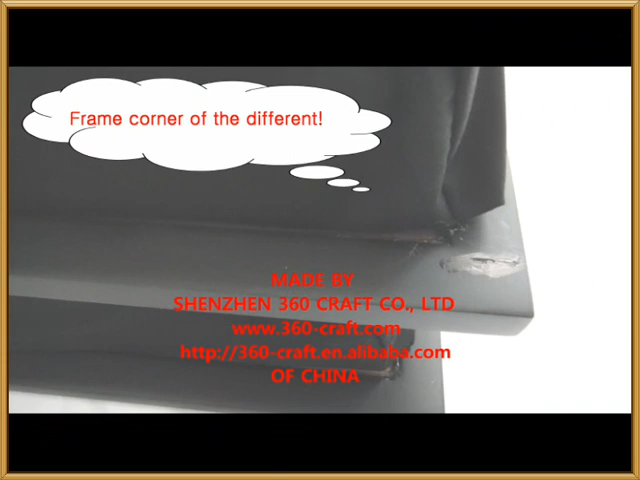 Frame corner of the different!
MADE BY
SHENZHEN 360 CRAFT CO., LTD
www.360-craft.com
http://360-craft.en.alibaba.com
OF CHINA